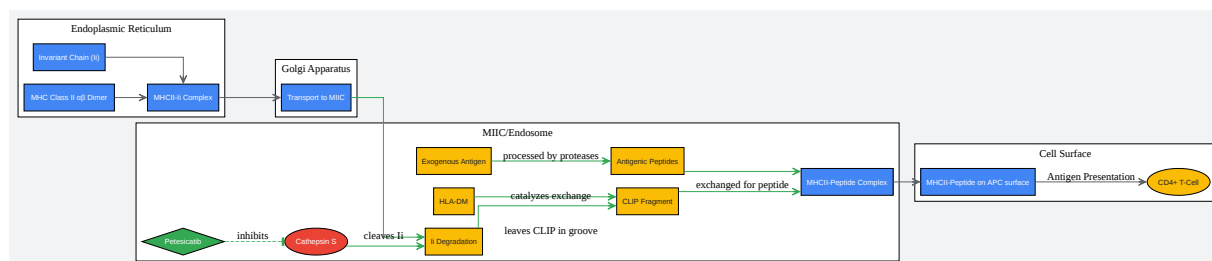 Endoplasmic Reticulum
Invariant Chain (Ii)
MHC Class II αβ Dimer
MHCII-Ii Complex
Golgi Apparatus
Transport to MIIC
MIIC/Endosome
Exogenous Antigen
processed by proteases
Antigenic Peptides
HLA-DM
catalyzes exchange
CLIP Fragment
exchanged for peptide
MHCII-Peptide Complex
Petesicatib
inhibits
Cathepsin S
cleaves Ii
Ii Degradation
leaves CLIP in groove
Cell Surface
MHCII-Peptide on APC surface
Antigen Presentation
CD4+ T-Cell